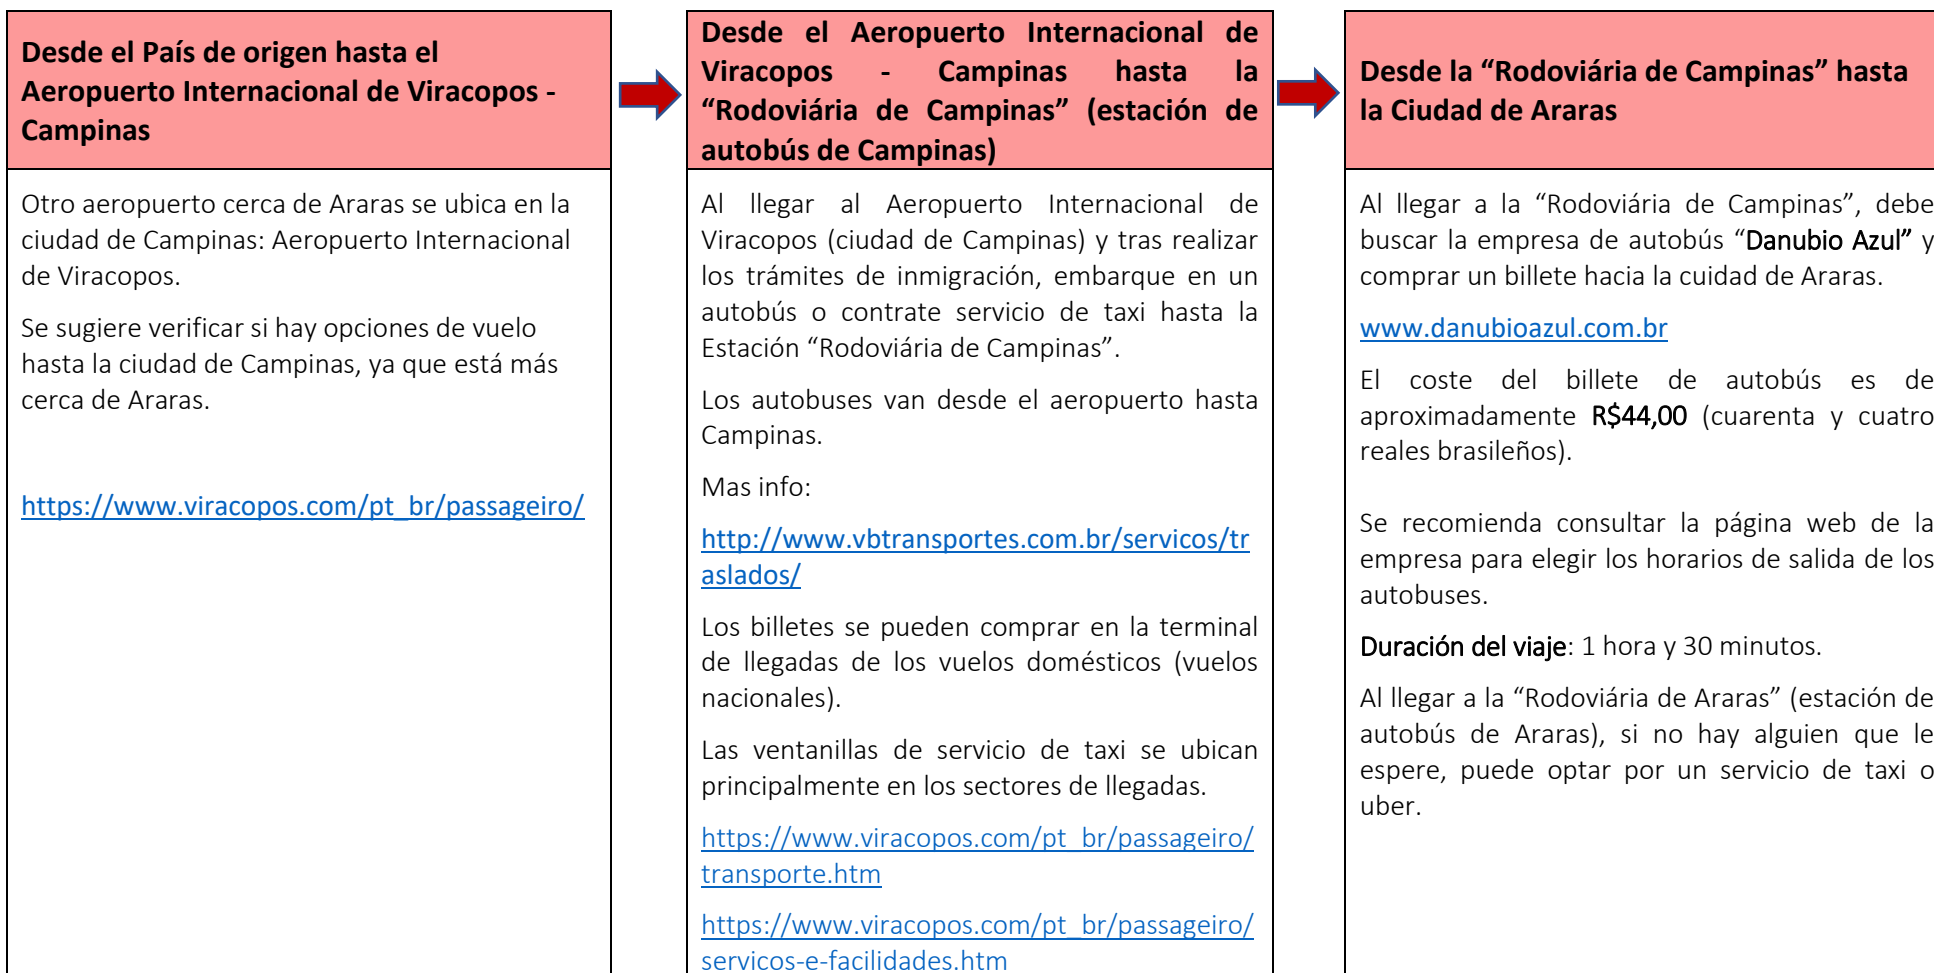 Desde el País de origen hasta el
Aeropuerto Internacional de Viracopos -
Campinas
Otro aeropuerto cerca de Araras se ubica en la
ciudad de Campinas: Aeropuerto Internacional
de Viracopos.
Se sugiere verificar si hay opciones de vuelo
hasta la ciudad de Campinas, ya que está más
cerca de Araras.
https://www.viracopos.com/pt_br/passageiro/
Desde el Aeropuerto Internacional de
Viracopos - Campinas hasta la
“Rodoviária de Campinas” (estación de
autobús de Campinas)
Al llegar al Aeropuerto Internacional de
Viracopos (ciudad de Campinas) y tras realizar
los trámites de inmigración, embarque en un
autobús o contrate servicio de taxi hasta la
Estación “Rodoviária de Campinas”.
Los autobuses van desde el aeropuerto hasta
Campinas.
Mas info:
http://www.vbtransportes.com.br/servicos/tr
aslados/
Los billetes se pueden comprar en la terminal
de llegadas de los vuelos domésticos (vuelos
nacionales).
Las ventanillas de servicio de taxi se ubican
principalmente en los sectores de llegadas.
https://www.viracopos.com/pt_br/passageiro/
transporte.htm
https://www.viracopos.com/pt_br/passageiro/
servicos-e-facilidades.htm
Desde la “Rodoviária de Campinas” hasta
la Ciudad de Araras
Al llegar a la “Rodoviária de Campinas”, debe
buscar la empresa de autobús “Danubio Azul” y
comprar un billete hacia la cuidad de Araras.
www.danubioazul.com.br
El coste del billete de autobús es de
aproximadamente R$44,00 (cuarenta y cuatro
reales brasileños).
Se recomienda consultar la página web de la
empresa para elegir los horarios de salida de los
autobuses.
Duración del viaje: 1 hora y 30 minutos.
Al llegar a la “Rodoviária de Araras” (estación de
autobús de Araras), si no hay alguien que le
espere, puede optar por un servicio de taxi o
uber.